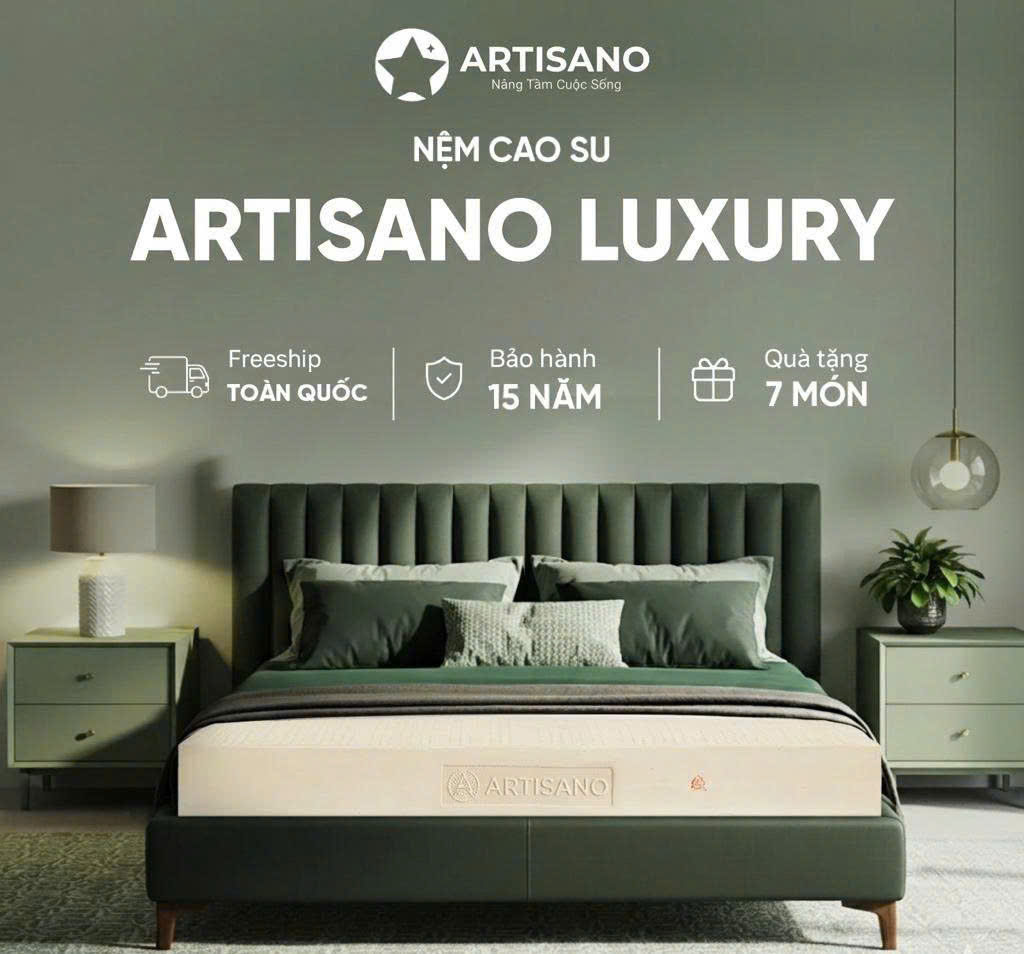 ARTISANO
Nâng Tầm Cuộc Sống
NỆM CAO SU
ARTISANO LUXURY
Freeship
TOÀN QUỐC
Bảo hành
15 NĂM
Quà tặng
7 MÓN
ARTISANO